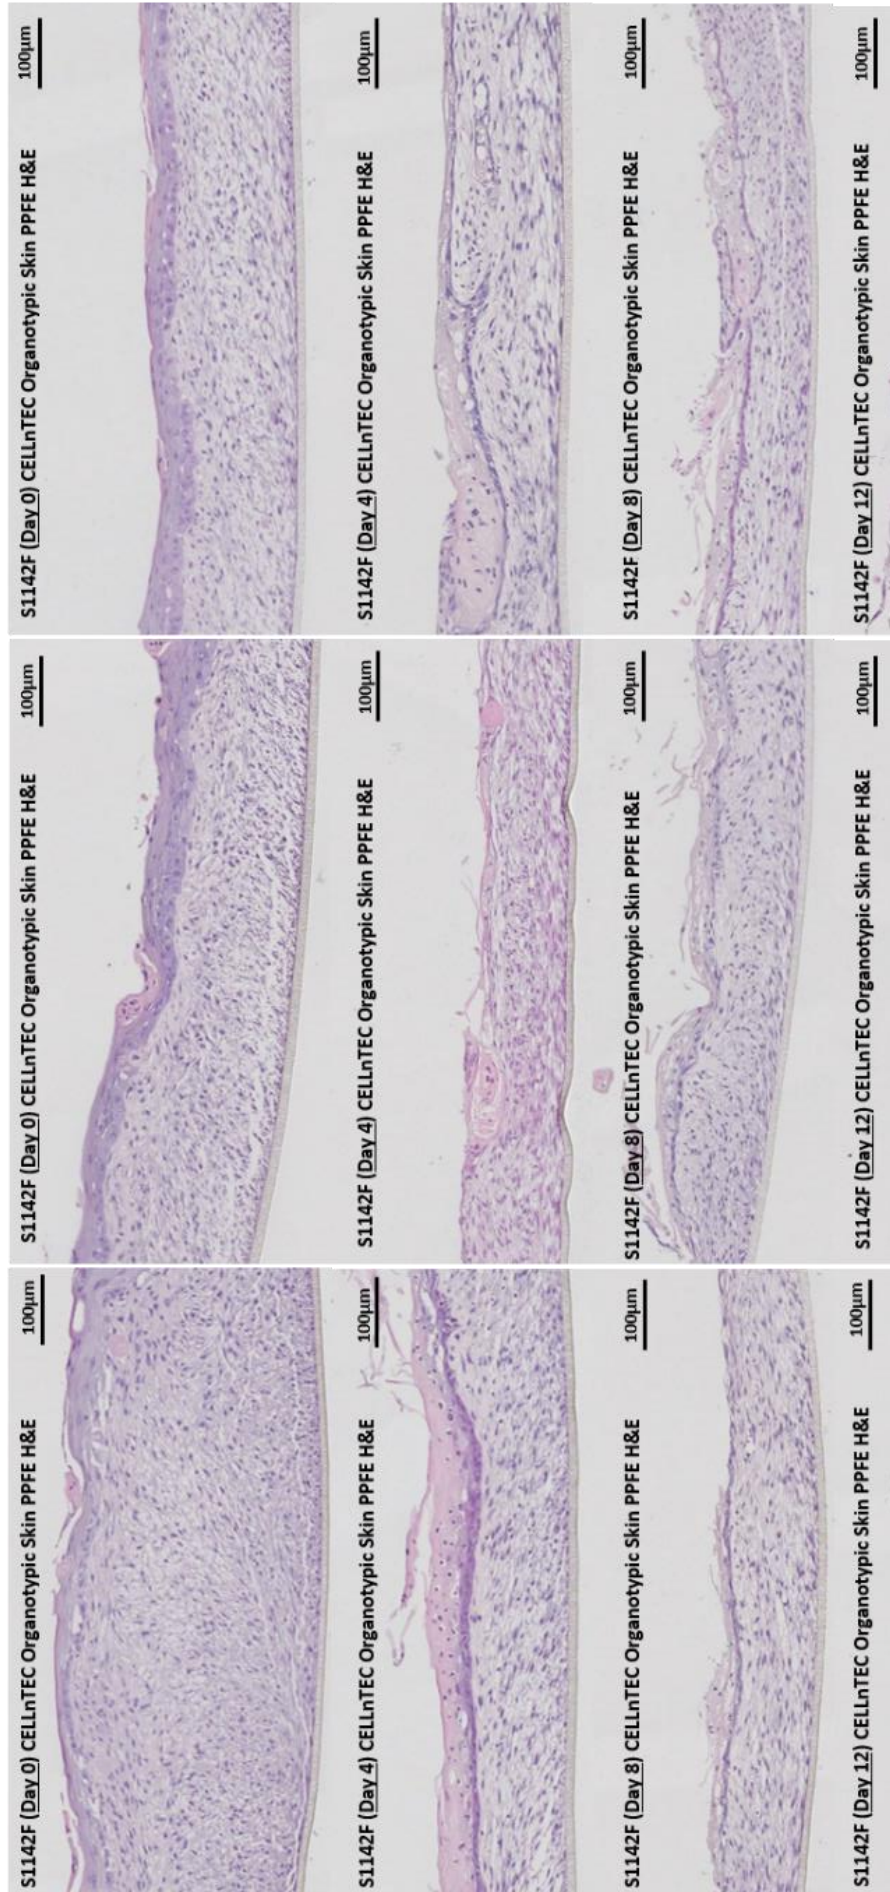 S1142F (Day 0) CELLnTEC Organotypic Skin PPFE H&E
100µm
S1142F (Day 0) CELLnTEC Organotypic Skin PPFE H&E
100µm
S1142F (Day 0) CELLnTEC Organotypic Skin PPFE H&E
100µm
S1142F (Day 4) CELLnTEC Organotypic Skin PPFE H&E
100µm
S1142F (Day 4) CELLnTEC Organotypic Skin PPFE H&E
100µm
S1142F (Day 4) CELLnTEC Organotypic Skin PPFE H&E
100µm
S1142F (Day 8) CELLnTEC Organotypic Skin PPFE H&E
100µm
S1142F (Day 8) CELLnTEC Organotypic Skin PPFE H&E
100µm
S1142F (Day 8) CELLnTEC Organotypic Skin PPFE H&E
100µm
S1142F (Day 12) CELLnTEC Organotypic Skin PPFE H&E
100µm
S1142F (Day 12) CELLnTEC Organotypic Skin PPFE H&E
100µm
S1142F (Day 12) CELLnTEC Organotypic Skin PPFE H&E
100µm